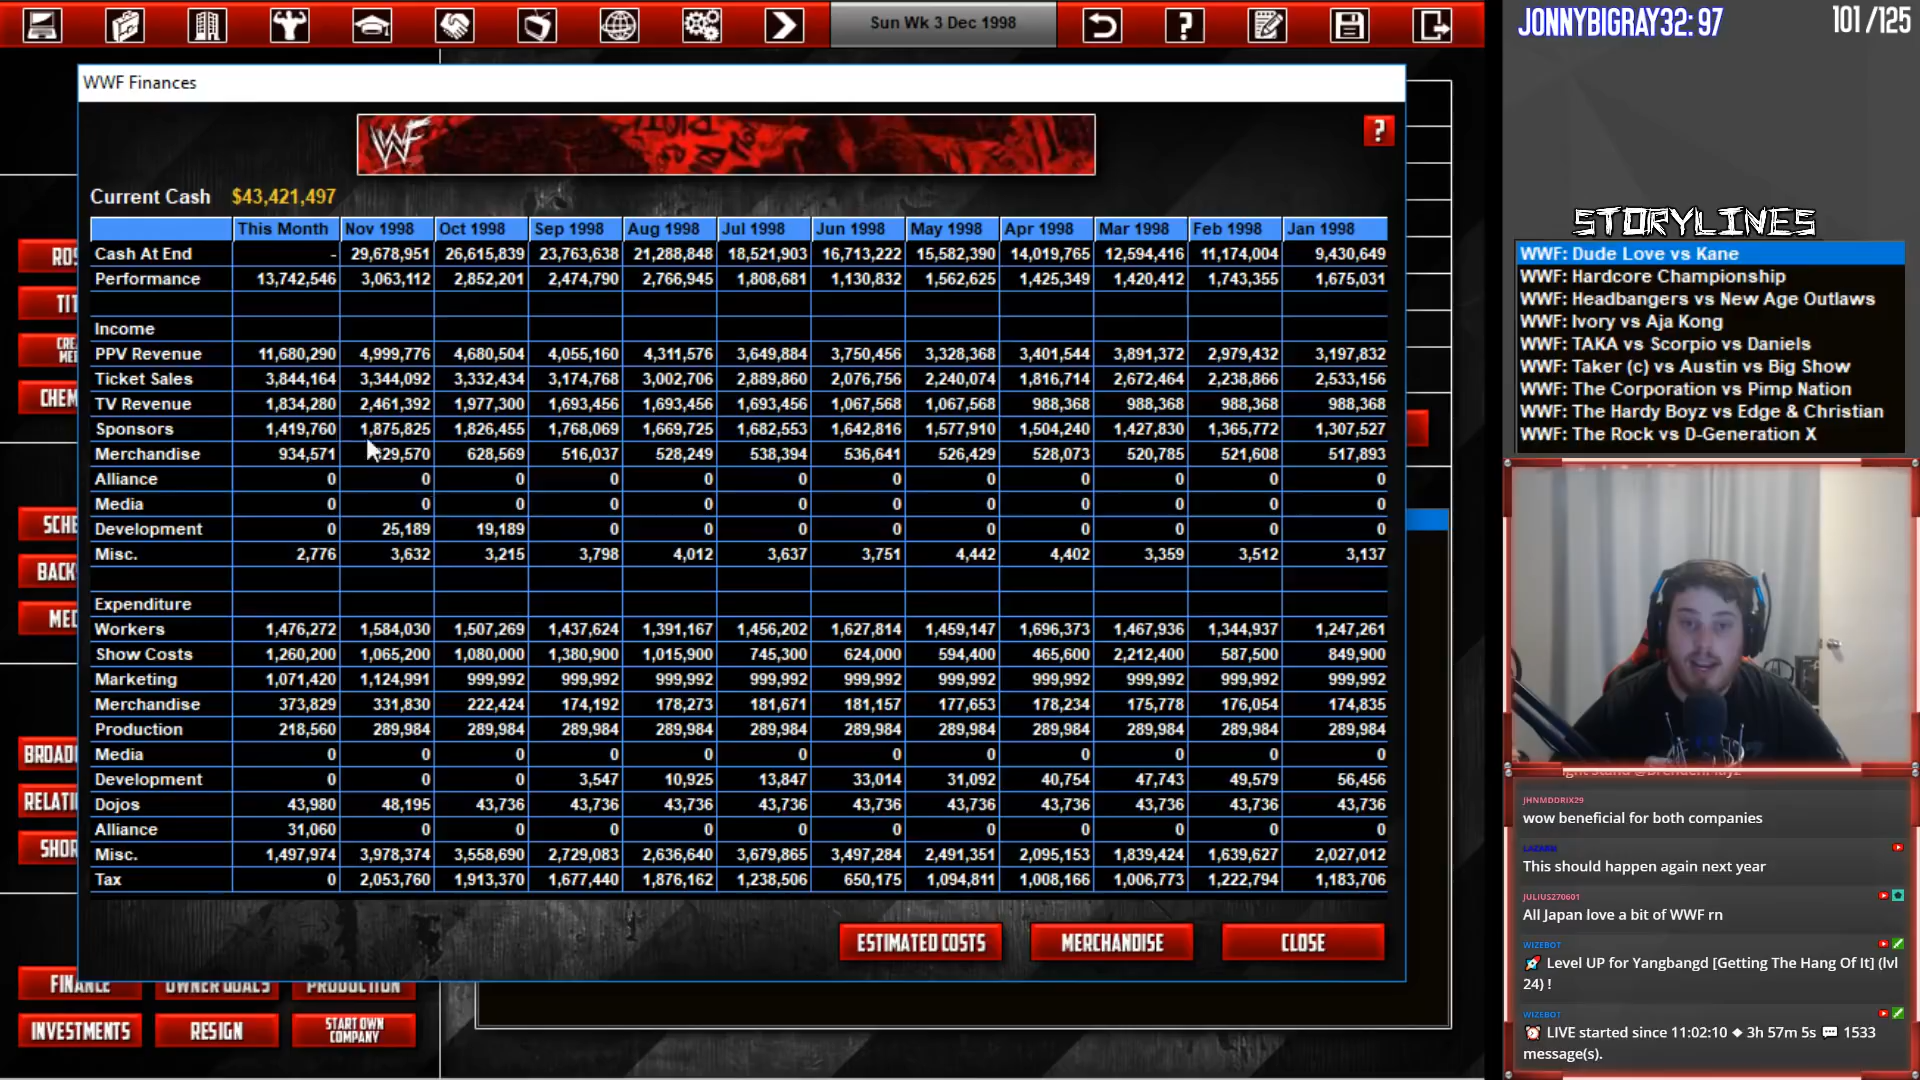 Sun Wk 3 Dec 1998
JONNYBIGRAY32: 97
101 /125
WWF Finances
Current Cash $43,421,497
This Month Nov 1998 Oct 1998 Sep 1998 Aug 1998 Jul 1998 Jun 1998 May 1998 Apr 1998 Mar 1998 Feb 1998 Jan 1998
Cash At End - 29,678,951 26,615,839 23,763,638 21,288,848 18,521,903 16,713,222 15,582,390 14,019,765 12,594,416 11,174,004 9,430,649
Performance 13,742,546 3,063,112 2,852,201 2,474,790 2,766,945 1,808,681 1,130,832 1,562,625 1,425,349 1,420,412 1,743,355 1,675,031
Income
PPV Revenue 11,680,290 4,999,776 4,680,504 4,055,160 4,311,576 3,649,884 3,750,456 3,328,368 3,401,544 3,891,372 2,979,432 3,197,832
Ticket Sales 3,844,164 3,344,092 3,332,434 3,174,768 3,002,706 2,889,860 2,076,756 2,240,074 1,816,714 2,672,464 2,238,866 2,533,156
TV Revenue 1,834,280 2,461,392 1,977,300 1,693,456 1,693,456 1,693,456 1,067,568 1,067,568 988,368 988,368 988,368 988,368
Sponsors 1,419,760 1,875,825 1,826,455 1,768,069 1,669,725 1,682,553 1,642,816 1,577,910 1,504,240 1,427,830 1,365,772 1,307,527
Merchandise 934,571 629,570 628,569 516,037 528,249 538,394 536,641 526,429 528,073 520,785 521,608 517,893
Alliance 0 0 0 0 0 0 0 0 0 0 0 0
Media 0 0 0 0 0 0 0 0 0 0 0 0
Development 0 25,189 19,189 0 0 0 0 0 0 0 0 0
Misc. 2,776 3,632 3,215 3,798 4,012 3,637 3,751 4,442 4,402 3,359 3,512 3,137
Expenditure
Workers 1,476,272 1,584,030 1,507,269 1,437,624 1,391,167 1,456,202 1,627,814 1,459,147 1,696,373 1,467,936 1,344,937 1,247,261
Show Costs 1,260,200 1,065,200 1,080,000 1,380,900 1,015,900 745,300 624,000 594,400 465,600 2,212,400 587,500 849,900
Marketing 1,071,420 1,124,991 999,992 999,992 999,992 999,992 999,992 999,992 999,992 999,992 999,992 999,992
Merchandise 373,829 331,830 222,424 174,192 178,273 181,671 181,157 177,653 178,234 175,778 176,054 174,835
Production 218,560 289,984 289,984 289,984 289,984 289,984 289,984 289,984 289,984 289,984 289,984 289,984
Media 0 0 0 0 0 0 0 0 0 0 0 0
Development 0 0 0 3,547 10,925 13,847 33,014 31,092 40,754 47,743 49,579 56,456
Dojos 43,980 48,195 43,736 43,736 43,736 43,736 43,736 43,736 43,736 43,736 43,736 43,736
Alliance 31,060 0 0 0 0 0 0 0 0 0 0 0
Misc. 1,497,974 3,978,374 3,558,690 2,729,083 2,636,640 3,679,865 3,497,284 2,491,351 2,095,153 1,839,424 1,639,627 2,027,012
Tax 0 2,053,760 1,913,370 1,677,440 1,876,162 1,238,506 650,175 1,094,811 1,008,166 1,006,773 1,222,794 1,183,706
ESTIMATED COSTS MERCHANDISE CLOSE
ROS
TIT
CRE
MED
CHEM
SCHE
BACK
MED
BROAD
RELATI
SHOR
FINANCE OWNER GOALS PRODUCTION
INVESTMENTS RESIGN START OWN COMPANY
STORYLINES
WWF: Dude Love vs Kane
WWF: Hardcore Championship
WWF: Headbangers vs New Age Outlaws
WWF: Ivory vs Aja Kong
WWF: TAKA vs Scorpio vs Daniels
WWF: Taker (c) vs Austin vs Big Show
WWF: The Corporation vs Pimp Nation
WWF: The Hardy Boyz vs Edge & Christian
WWF: The Rock vs D-Generation X
JHNMDDRIX29
wow beneficial for both companies
This should happen again next year
JULIUS270601
All Japan love a bit of WWF rn
WIZEBOT
🚀 Level UP for Yangbangd [Getting The Hang Of It] (lvl
24) !
WIZEBOT
⏰ LIVE started since 11:02:10 ◆ 3h 57m 5s 💬 1533
message(s).